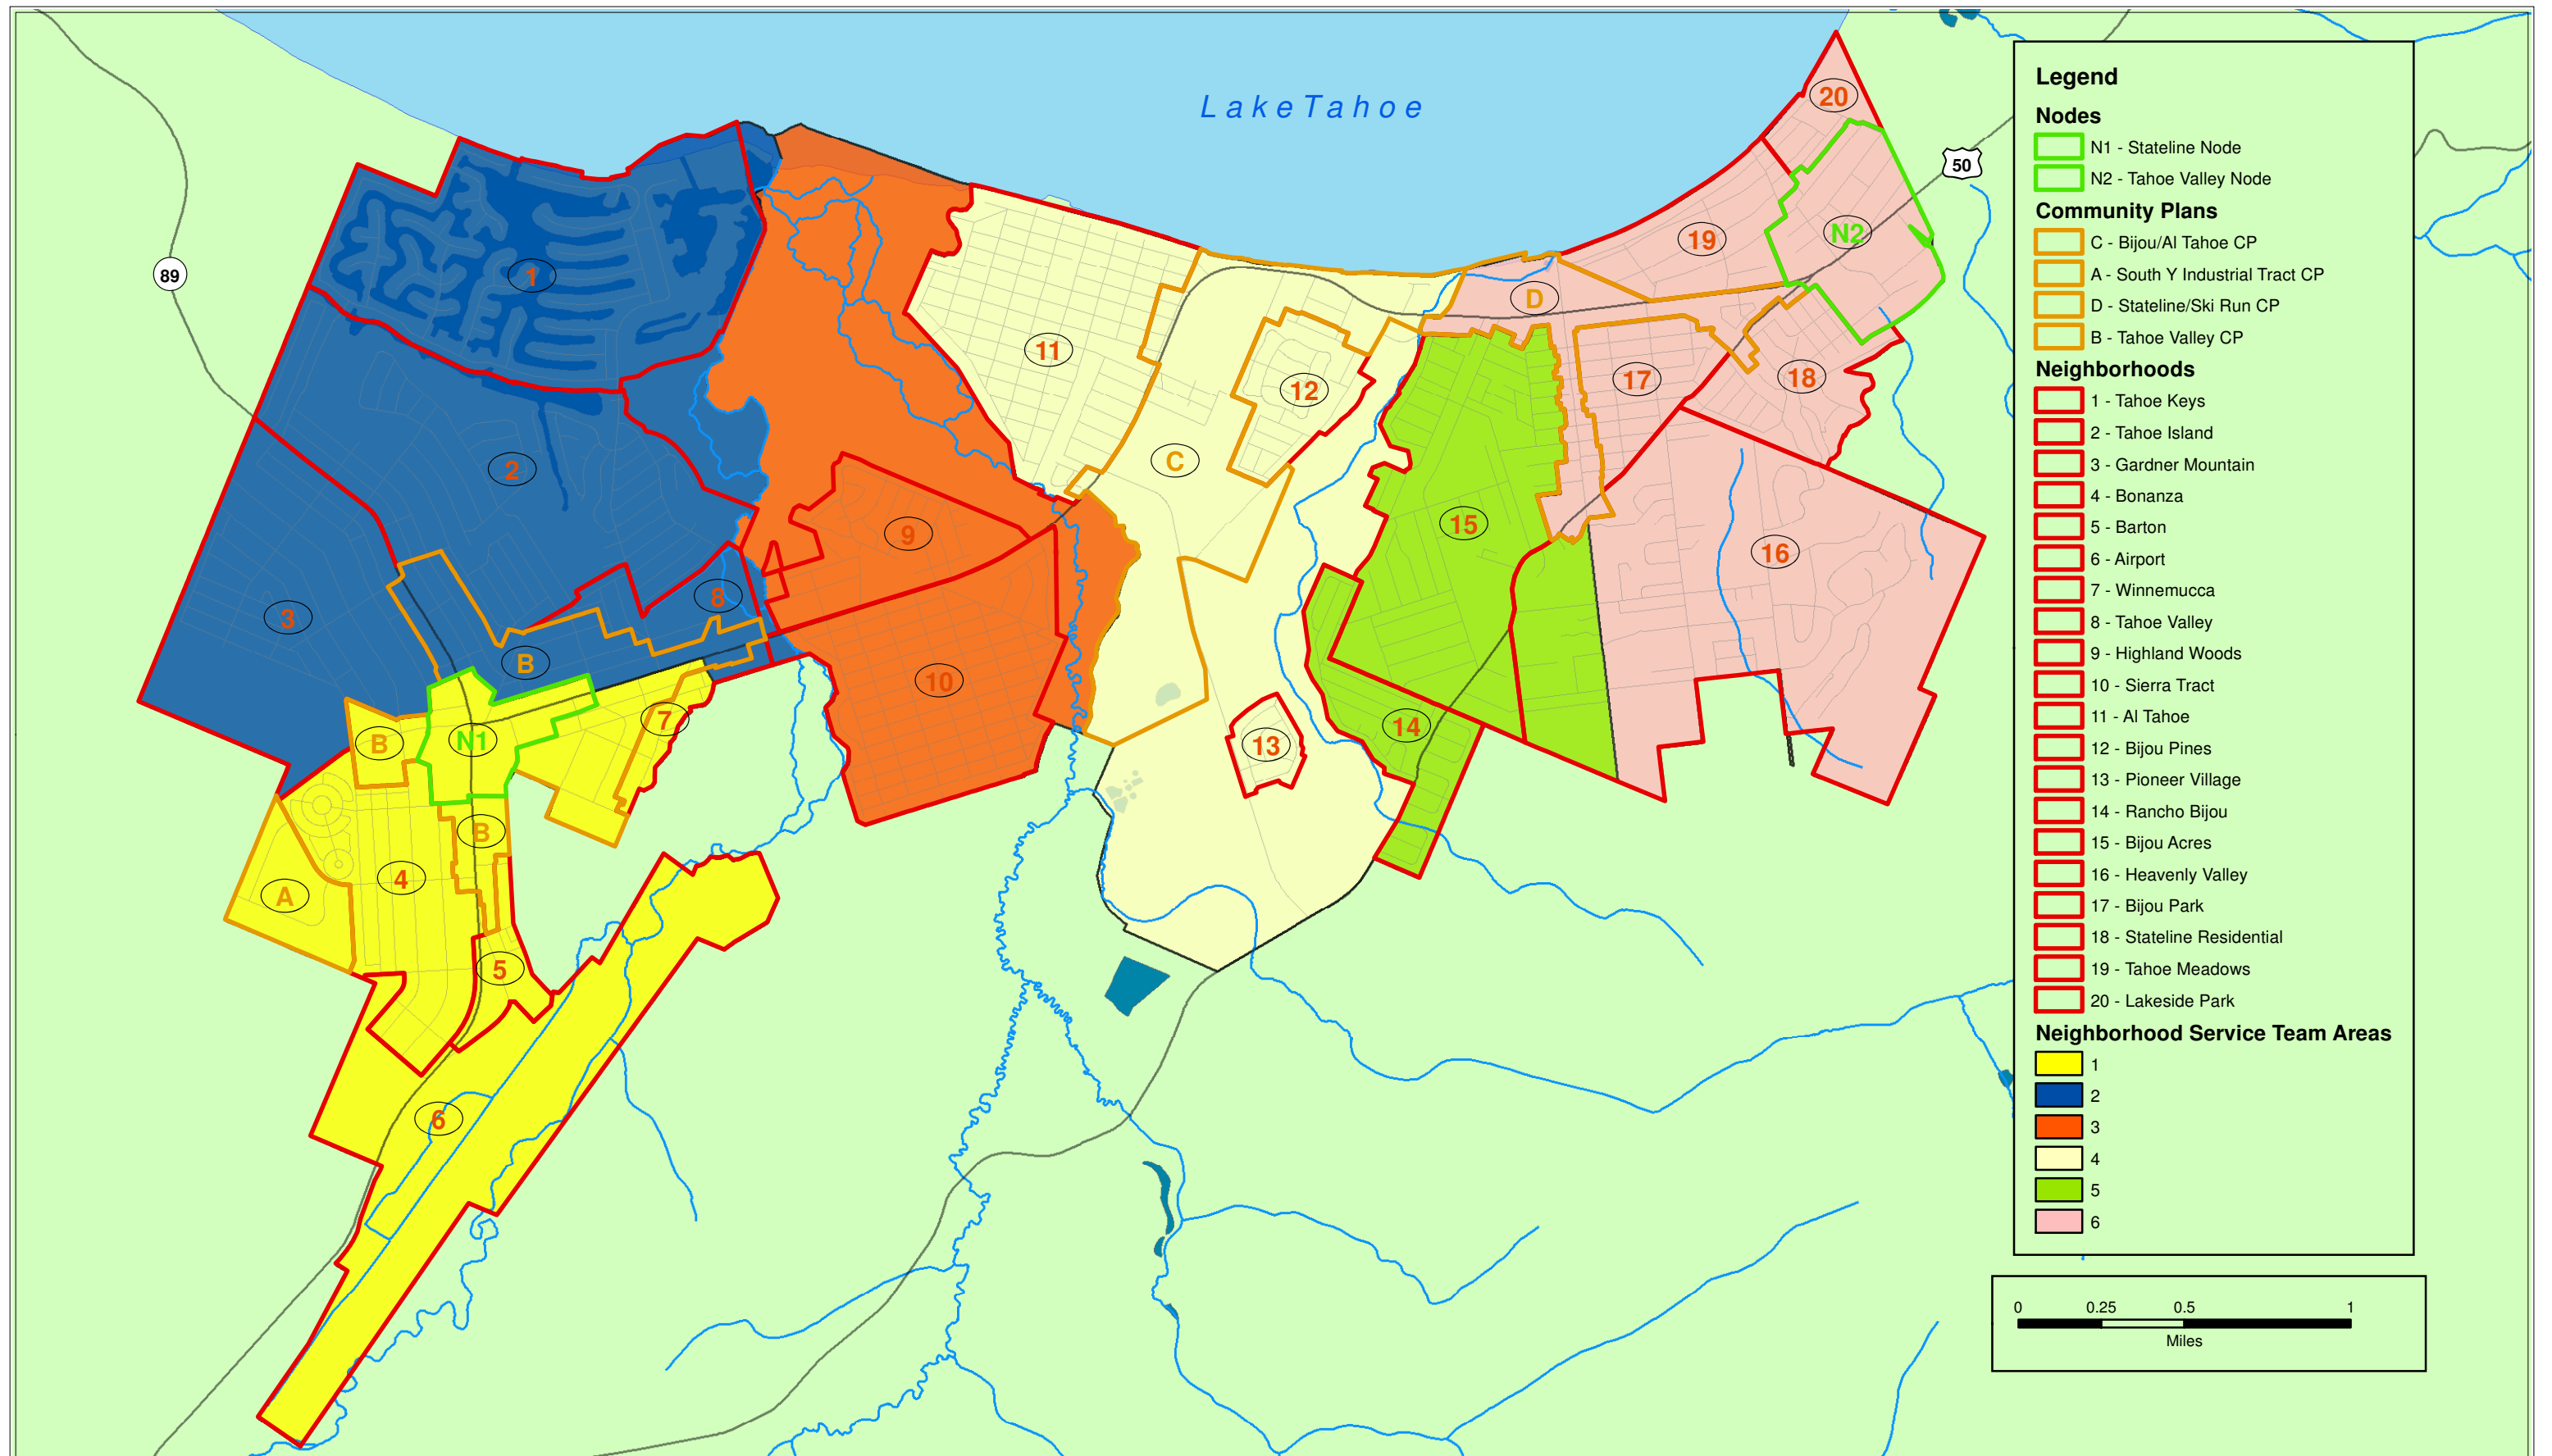 Lake Tahoe
20
50
89
19
N2
1
D
11
17
18
12
2
C
15
9
16
8
3
B
10
14
7
B
N1
13
B
4
A
5
6
Legend
Nodes
N1 - Stateline Node
N2 - Tahoe Valley Node
Community Plans
C - Bijou/Al Tahoe CP
A - South Y Industrial Tract CP
D - Stateline/Ski Run CP
B - Tahoe Valley CP
Neighborhoods
1 - Tahoe Keys
2 - Tahoe Island
3 - Gardner Mountain
4 - Bonanza
5 - Barton
6 - Airport
7 - Winnemucca
8 - Tahoe Valley
9 - Highland Woods
10 - Sierra Tract
11 - Al Tahoe
12 - Bijou Pines
13 - Pioneer Village
14 - Rancho Bijou
15 - Bijou Acres
16 - Heavenly Valley
17 - Bijou Park
18 - Stateline Residential
19 - Tahoe Meadows
20 - Lakeside Park
Neighborhood Service Team Areas
1
2
3
4
5
6
0 0.25 0.5 1
Miles